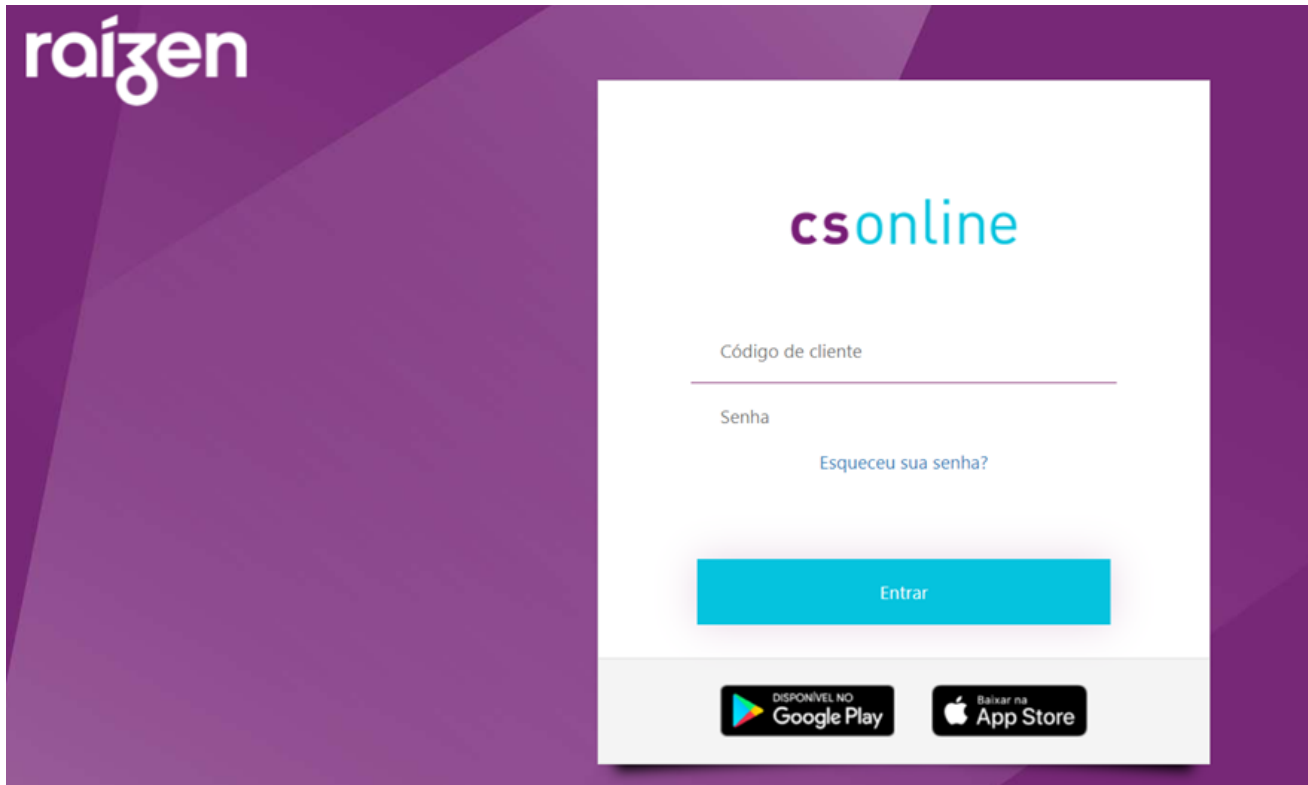 raízen
csonline
Código de cliente
Senha
Esqueceu sua senha?
Entrar
DISPONÍVEL NO
Google Play
Baixar na
App Store